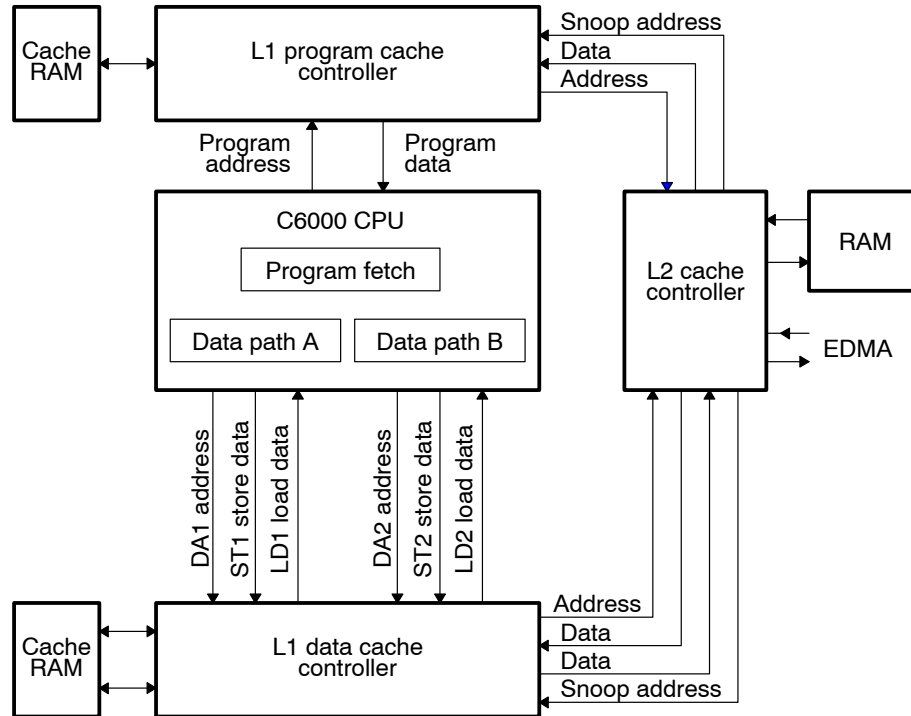 Cache
RAM
L1 program cache
controller
Snoop address
Data
Address
Program
address
Program
data
C6000 CPU
Program fetch
Data path A
Data path B
L2 cache
controller
RAM
EDMA
DA1 address
ST1 store data
LD1 load data
DA2 address
ST2 store data
LD2 load data
Cache
RAM
L1 data cache
controller
Address
Data
Data
Snoop address